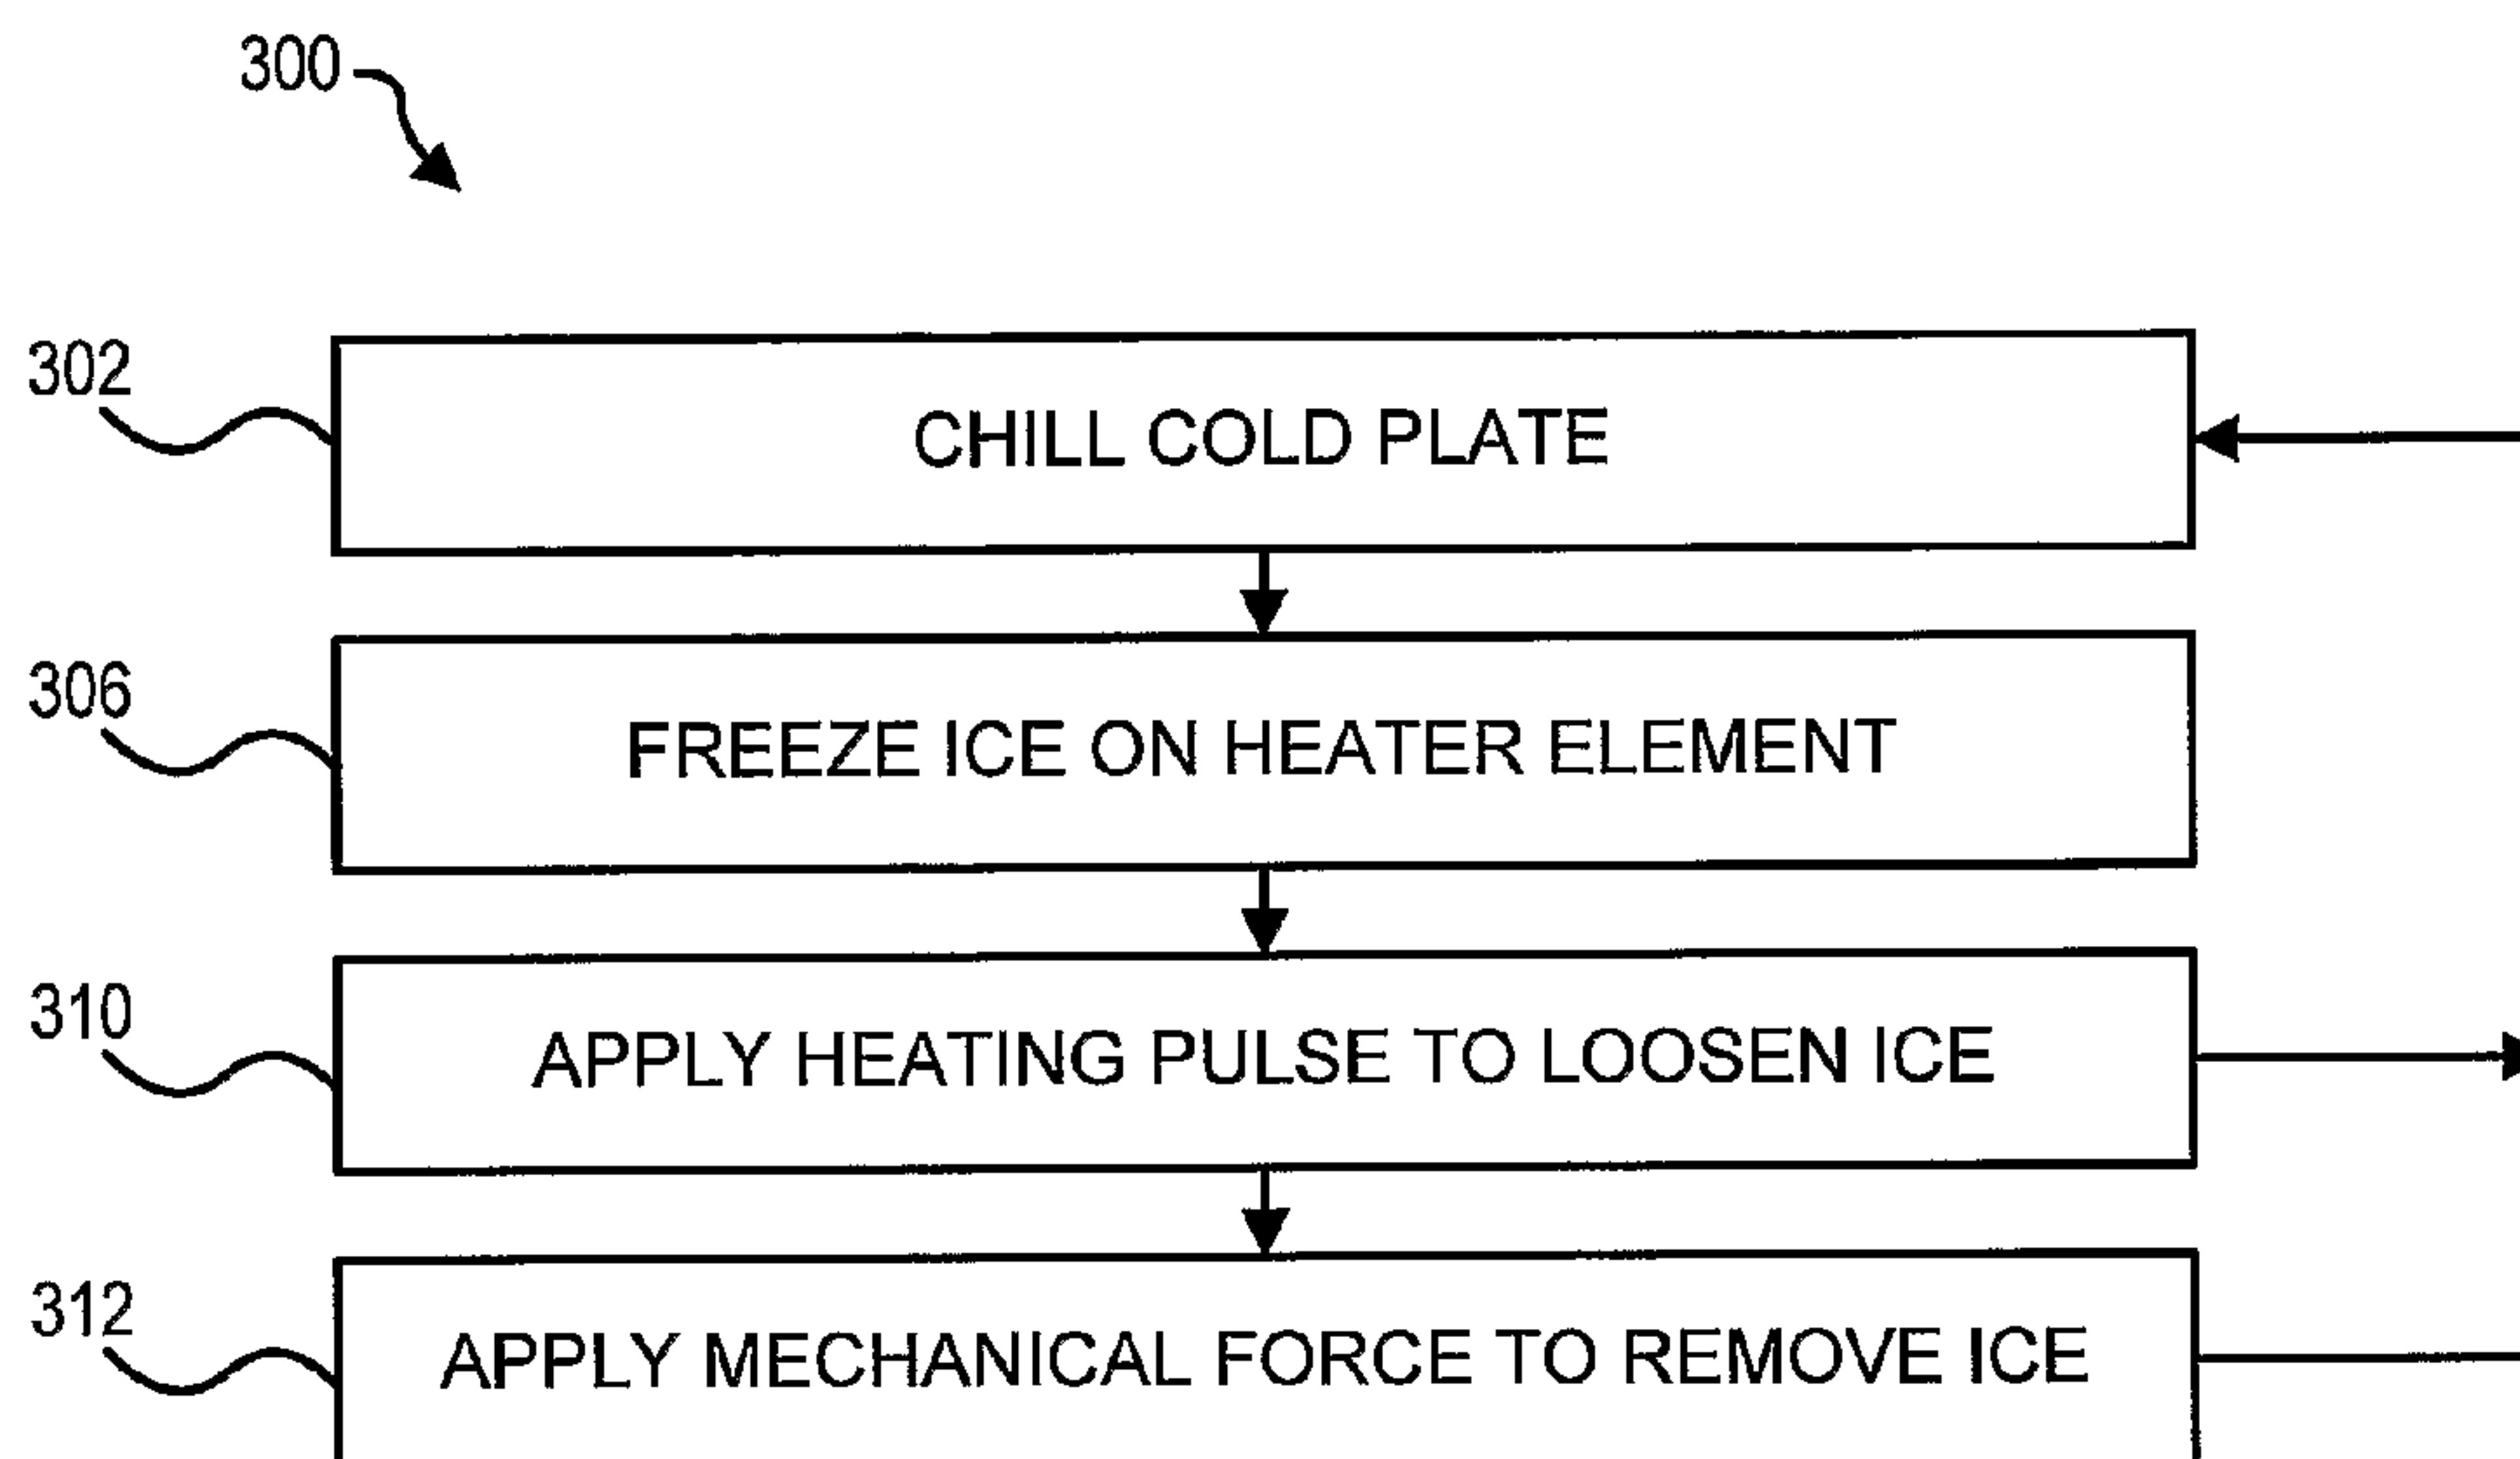 300
302
CHILL COLD PLATE
306
FREEZE ICE ON HEATER ELEMENT
310
APPLY HEATING PULSE TO LOOSEN ICE
312
APPLY MECHANICAL FORCE TO REMOVE ICE